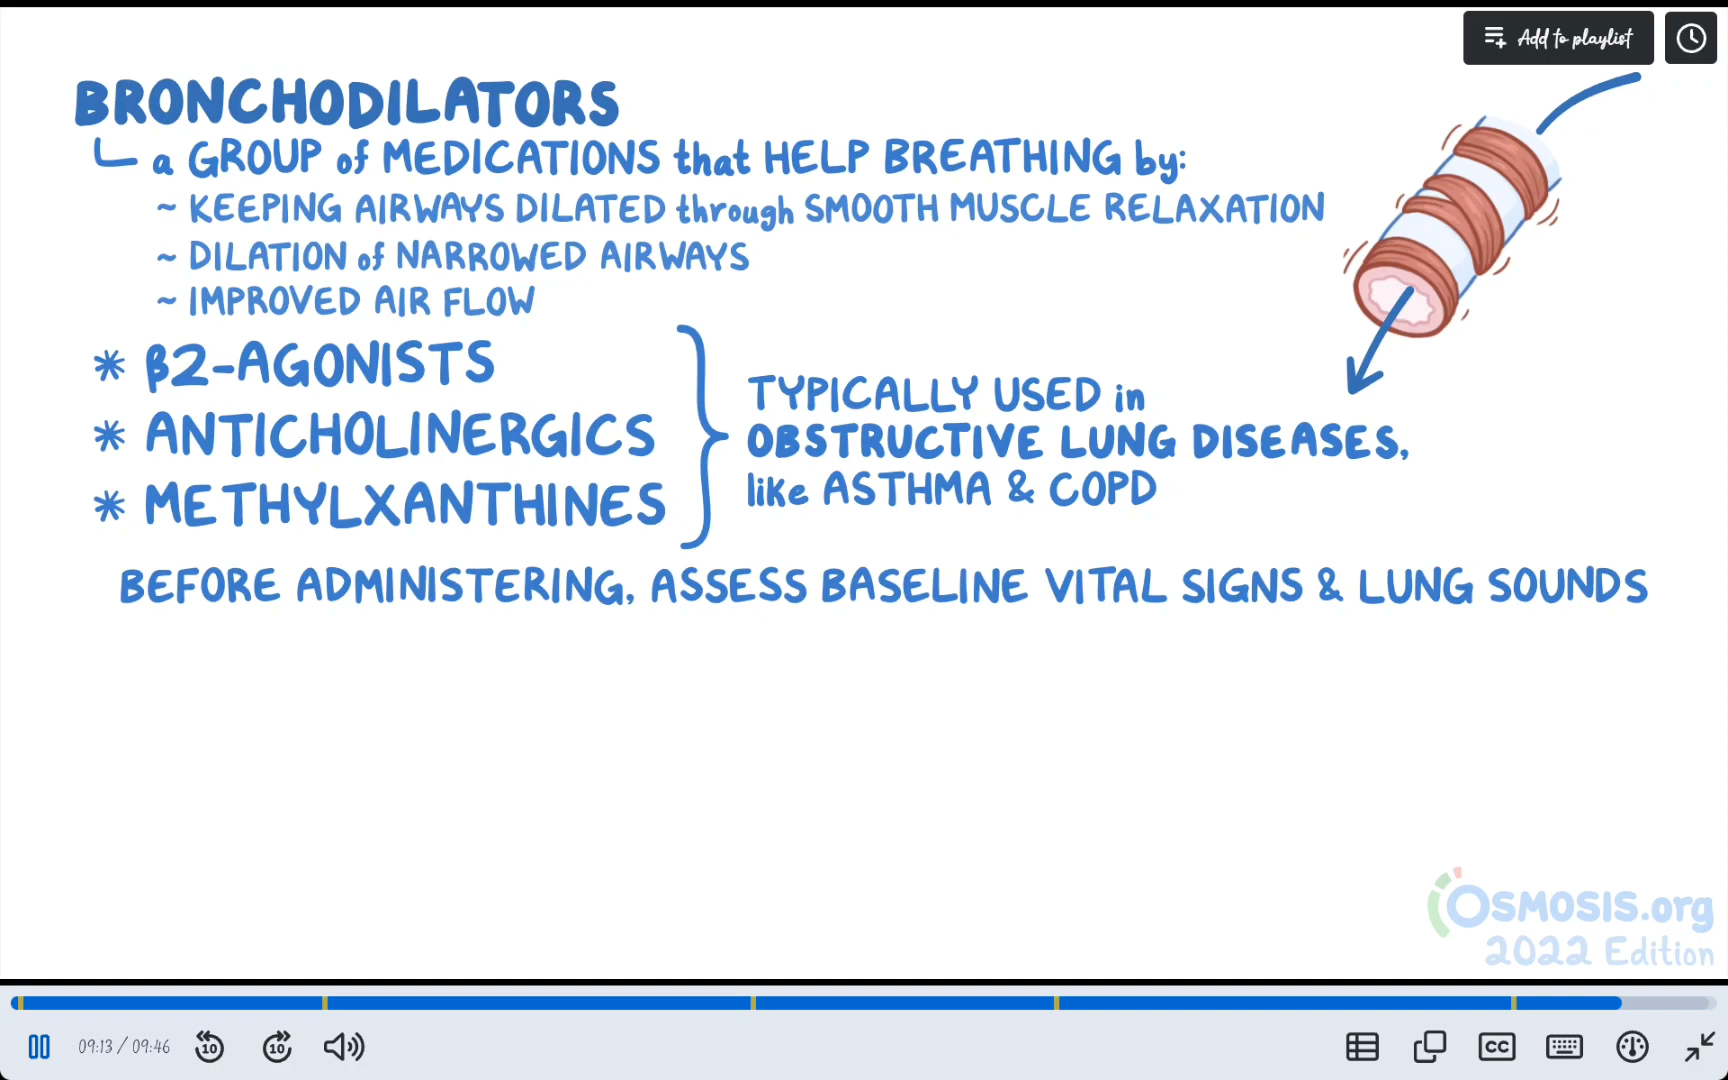 Add to playlist
BRONCHODILATORS
a GROUP of MEDICATIONS that HELP BREATHING by:
~ KEEPING AIRWAYS DILATED through SMOOTH MUSCLE RELAXATION
~ DILATION of NARROWED AIRWAYS
~ IMPROVED AIR FLOW
* β2-AGONISTS
* ANTICHOLINERGICS
* METHYLXANTHINES
TYPICALLY USED in
OBSTRUCTIVE LUNG DISEASES,
like ASTHMA & COPD
BEFORE ADMINISTERING, ASSESS BASELINE VITAL SIGNS & LUNG SOUNDS
OSMOSIS.org
2022 Edition
09:13 / 09:46
10
10
CC